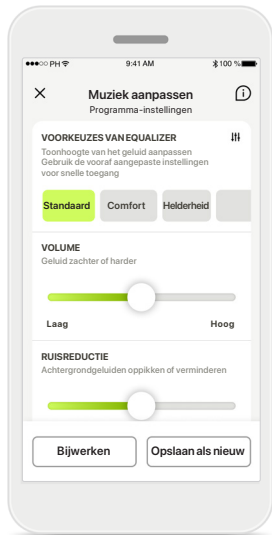 ●●●○○ PH 9:41 AM 100 %
Muziek aanpassen
Programma-instellingen
VOORKEUZES VAN EQUALIZER
Toonhoogte van het geluid aanpassen
Gebruik de vooraf aangepaste instellingen
voor snelle toegang
Standaard Comfort Helderheid
VOLUME
Geluid zachter of harder
Laag Hoog
RUISREDUCTIE
Achtergrondgeluiden oppikken of verminderen
Bijwerken Opslaan als nieuw